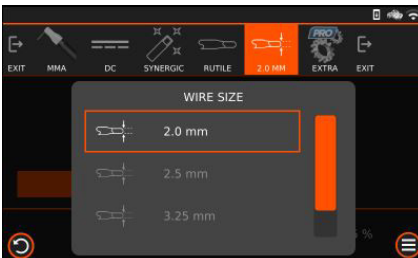 PRO
EXIT MMA DC SYNERGIC RUTILE 2.0 MM EXTRA EXIT
WIRE SIZE
2.0 mm
2.5 mm
3.25 mm
%